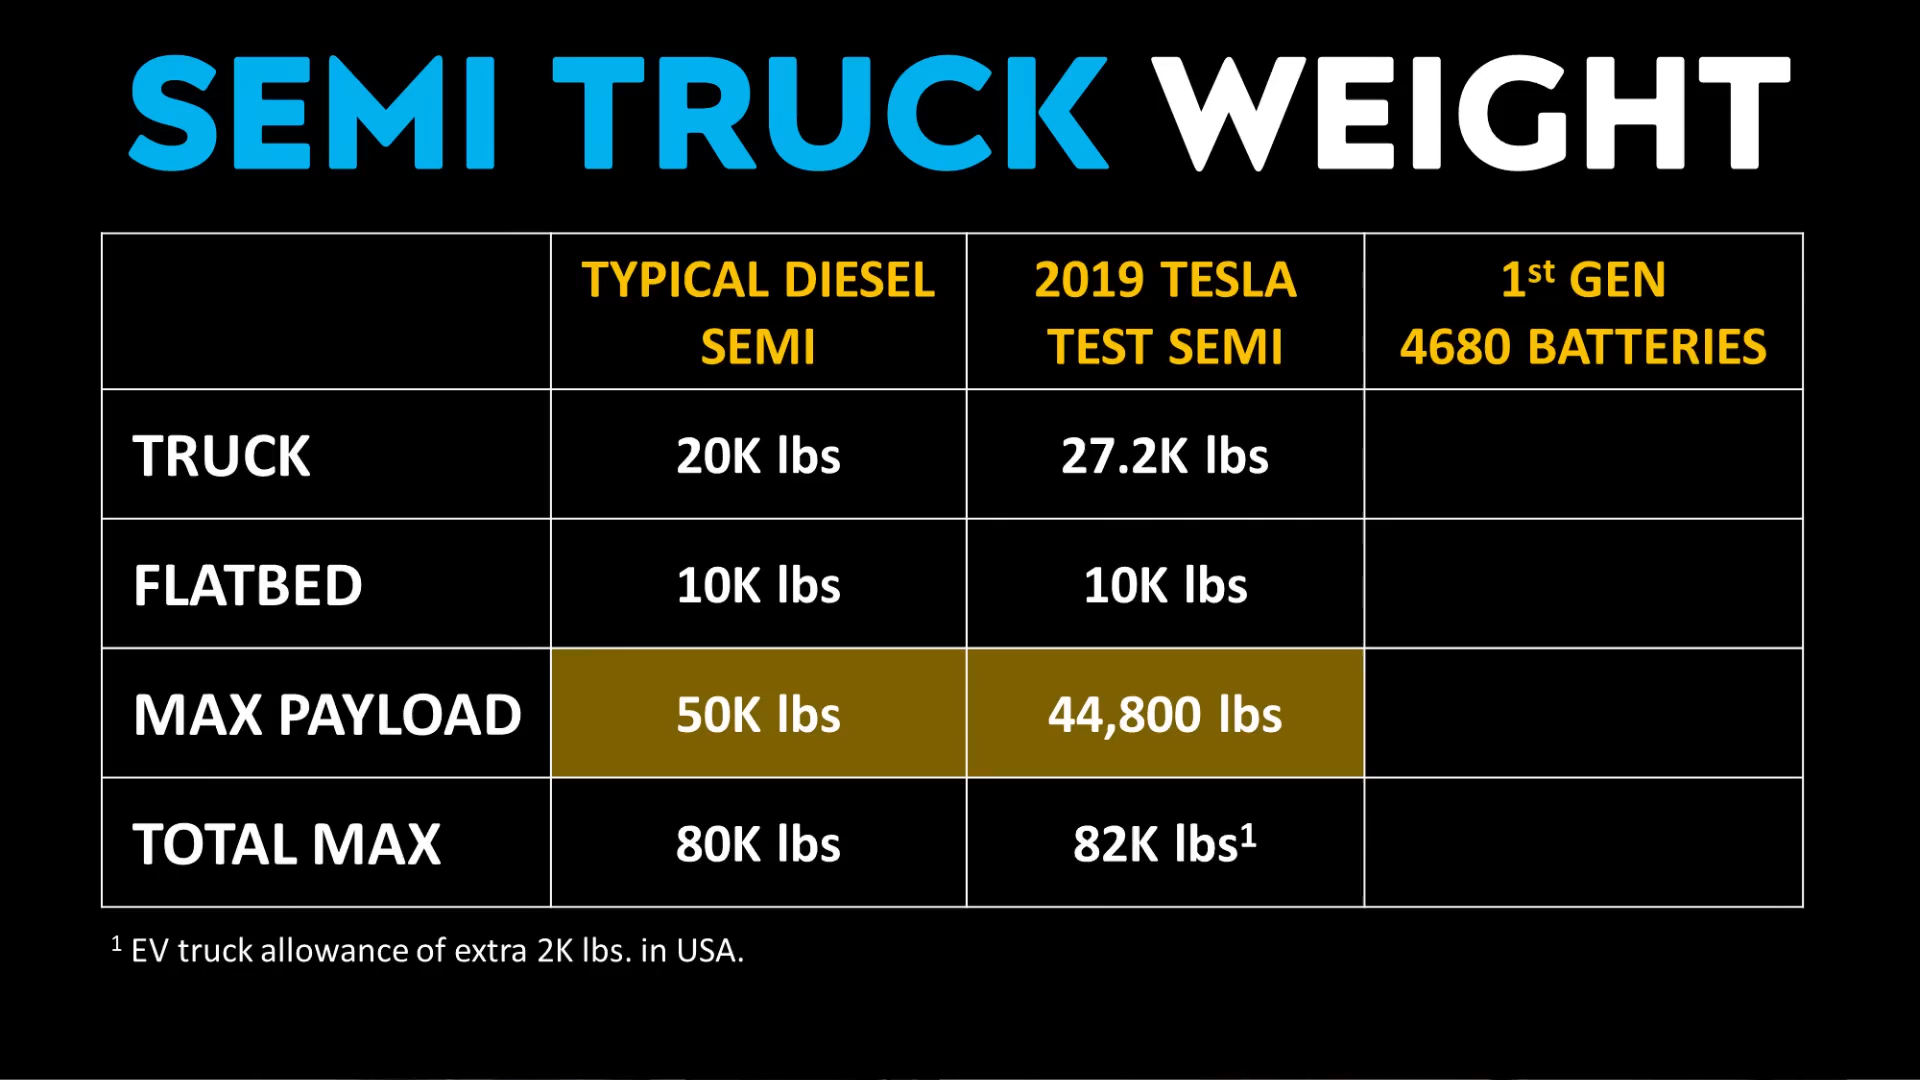 SEMI TRUCK WEIGHT
TYPICAL DIESEL SEMI
2019 TESLA TEST SEMI
1st GEN 4680 BATTERIES
TRUCK 20K lbs 27.2K lbs
FLATBED 10K lbs 10K lbs
MAX PAYLOAD 50K lbs 44,800 lbs
TOTAL MAX 80K lbs 82K lbs¹
¹ EV truck allowance of extra 2K lbs. in USA.